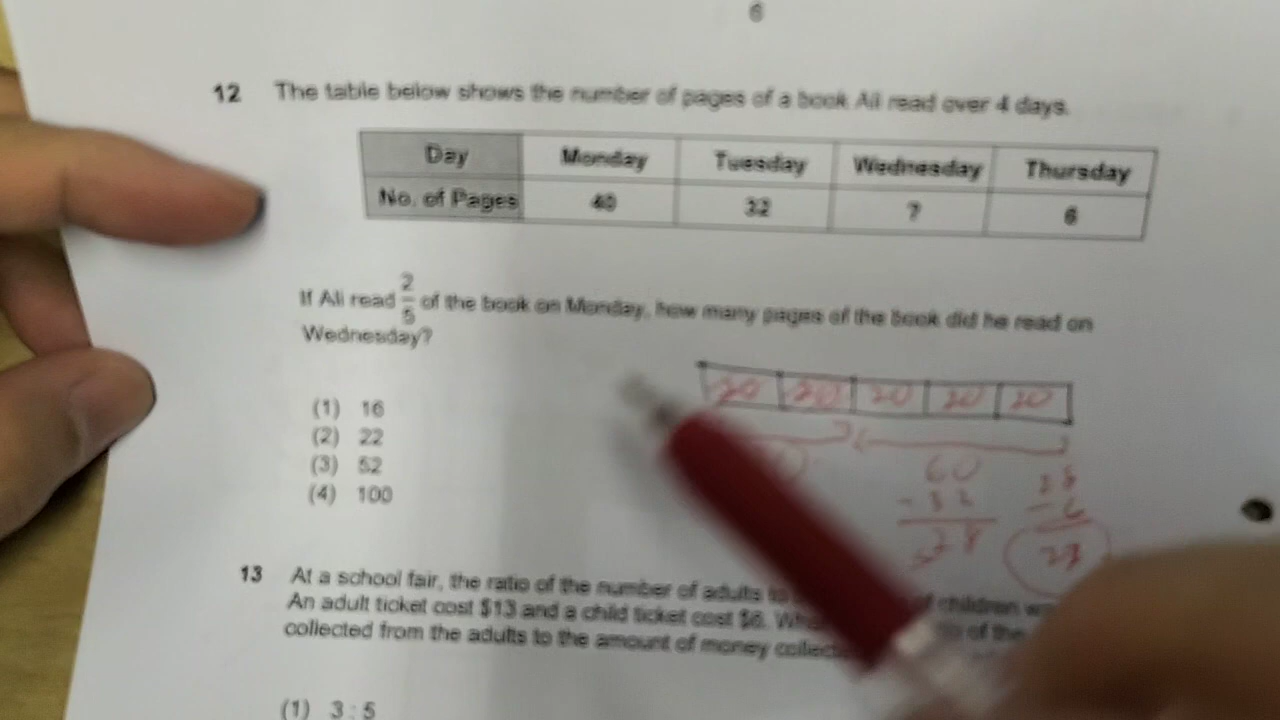 6
12 The table below shows the number of pages of a book Ali read over 4 days.
Day Monday Tuesday Wednesday Thursday
No. of Pages 40 32 ? 6
If Ali read 2/5 of the book on Monday, how many pages of the book did he read on
Wednesday?
20 20 20 20 20
(1) 16
(2) 22
(3) 52
(4) 100
60
- 32
28
28
- 6
22
13 At a school fair, the ratio of the number of adults to of children
An adult ticket cost $13 and a child ticket cost $6. of the
collected from the adults to the amount of money
(1) 3 : 5